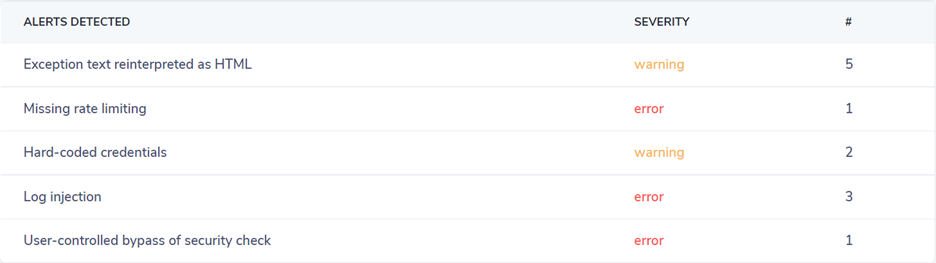 ALERTS DETECTED SEVERITY #
Exception text reinterpreted as HTML warning 5
Missing rate limiting error 1
Hard-coded credentials warning 2
Log injection error 3
User-controlled bypass of security check error 1